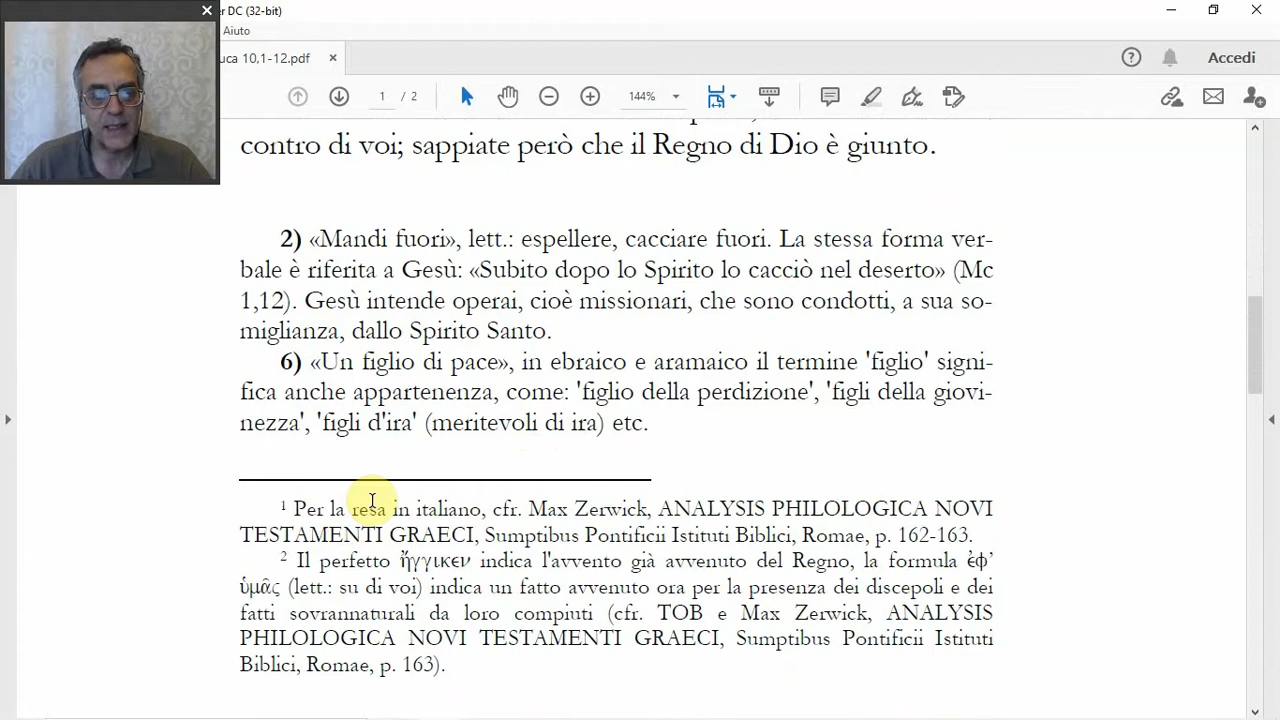 er DC (32-bit)
Aiuto
uca 10,1-12.pdf
Accedi
1 / 2
144%
contro di voi; sappiate però che il Regno di Dio è giunto.
2) «Mandi fuori», lett.: espellere, cacciare fuori. La stessa forma ver-
bale è riferita a Gesù: «Subito dopo lo Spirito lo cacciò nel deserto» (Mc
1,12). Gesù intende operai, cioè missionari, che sono condotti, a sua so-
miglianza, dallo Spirito Santo.
6) «Un figlio di pace», in ebraico e aramaico il termine 'figlio' signi-
fica anche appartenenza, come: 'figlio della perdizione', 'figli della giovi-
nezza', 'figli d'ira' (meritevoli di ira) etc.
1 Per la resa in italiano, cfr. Max Zerwick, ANALYSIS PHILOLOGICA NOVI
TESTAMENTI GRAECI, Sumptibus Pontificii Istituti Biblici, Romae, p. 162-163.
2 Il perfetto ἤγγικεν indica l'avvento già avvenuto del Regno, la formula ἐφ’
ὑμᾶς (lett.: su di voi) indica un fatto avvenuto ora per la presenza dei discepoli e dei
fatti sovrannaturali da loro compiuti (cfr. TOB e Max Zerwick, ANALYSIS
PHILOLOGICA NOVI TESTAMENTI GRAECI, Sumptibus Pontificii Istituti
Biblici, Romae, p. 163).